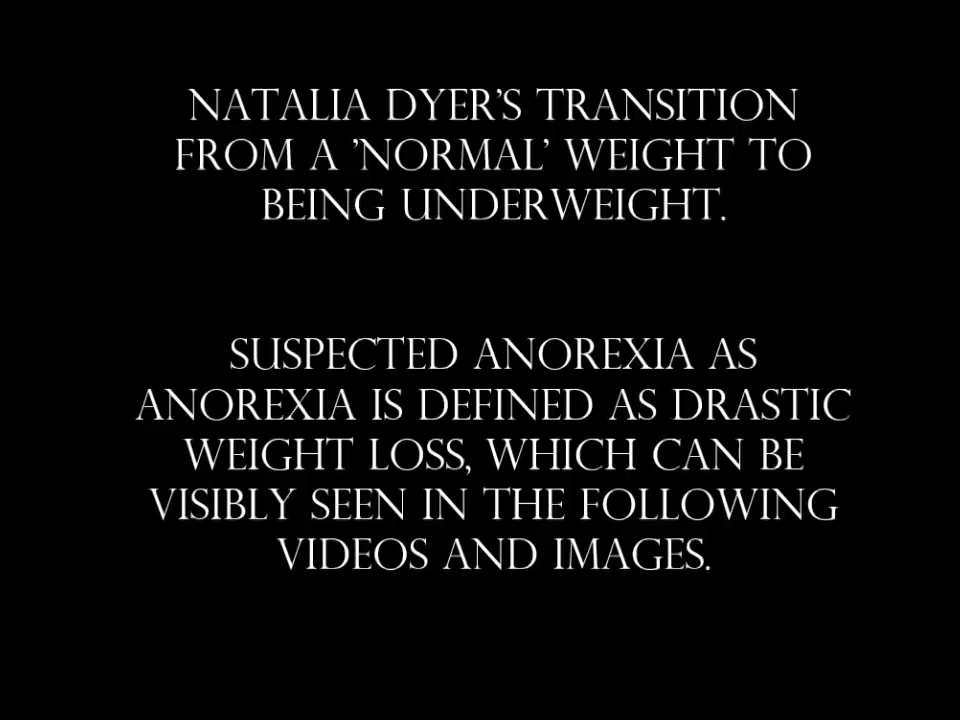 NATALIA DYER'S TRANSITION
FROM A 'NORMAL' WEIGHT TO
BEING UNDERWEIGHT.
SUSPECTED ANOREXIA AS
ANOREXIA IS DEFINED AS DRASTIC
WEIGHT LOSS, WHICH CAN BE
VISIBLY SEEN IN THE FOLLOWING
VIDEOS AND IMAGES.